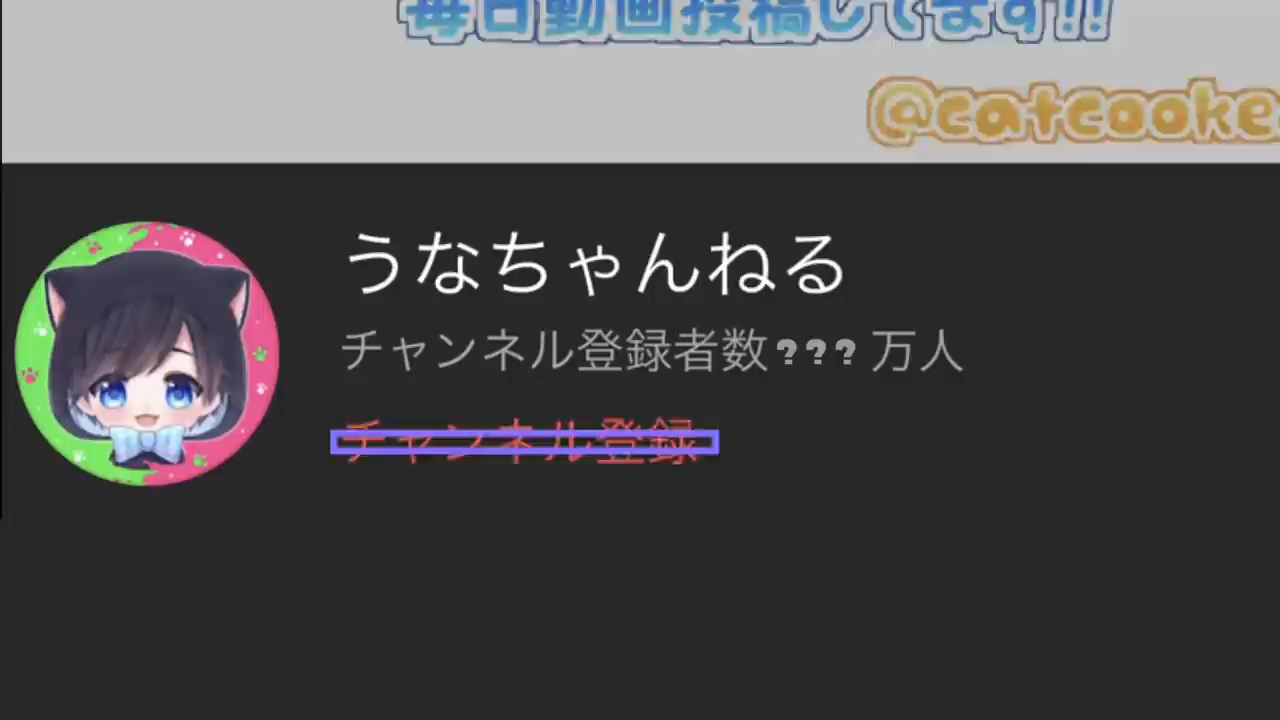 毎日動画投稿してます!!
@catcooke
うなちゃんねる
チャンネル登録者数??? 万人
チャンネル登録